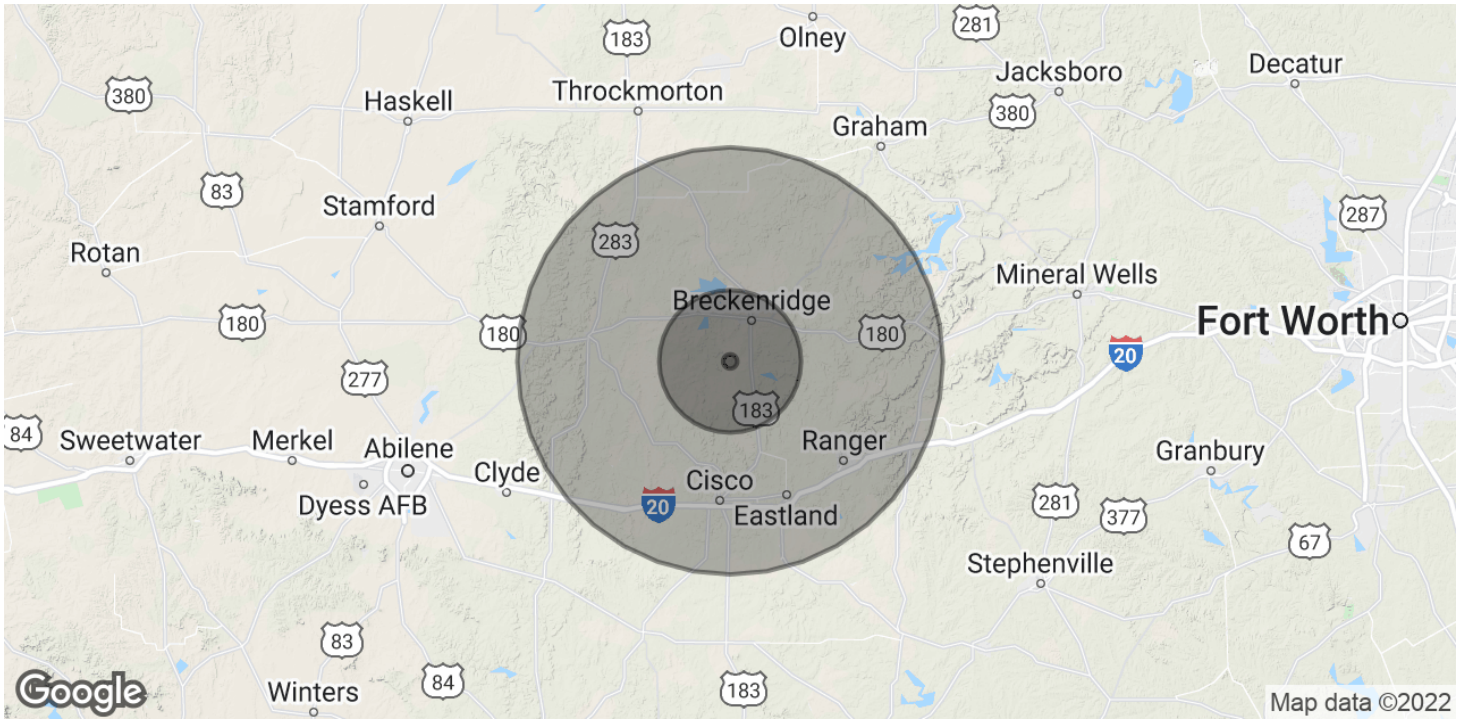 281
183
Olney
Jacksboro
Decatur
380
Haskell
Throckmorton
380
Graham
83
Stamford
287
283
Rotan
Mineral Wells
Breckenridge
180
180
180
Fort Worth
20
277
183
84
Sweetwater
Merkel
Abilene
Ranger
Granbury
Clyde
Cisco
Dyess AFB
20
Eastland
281
377
67
Stephenville
83
84
183
Winters
Google
Map data ©2022